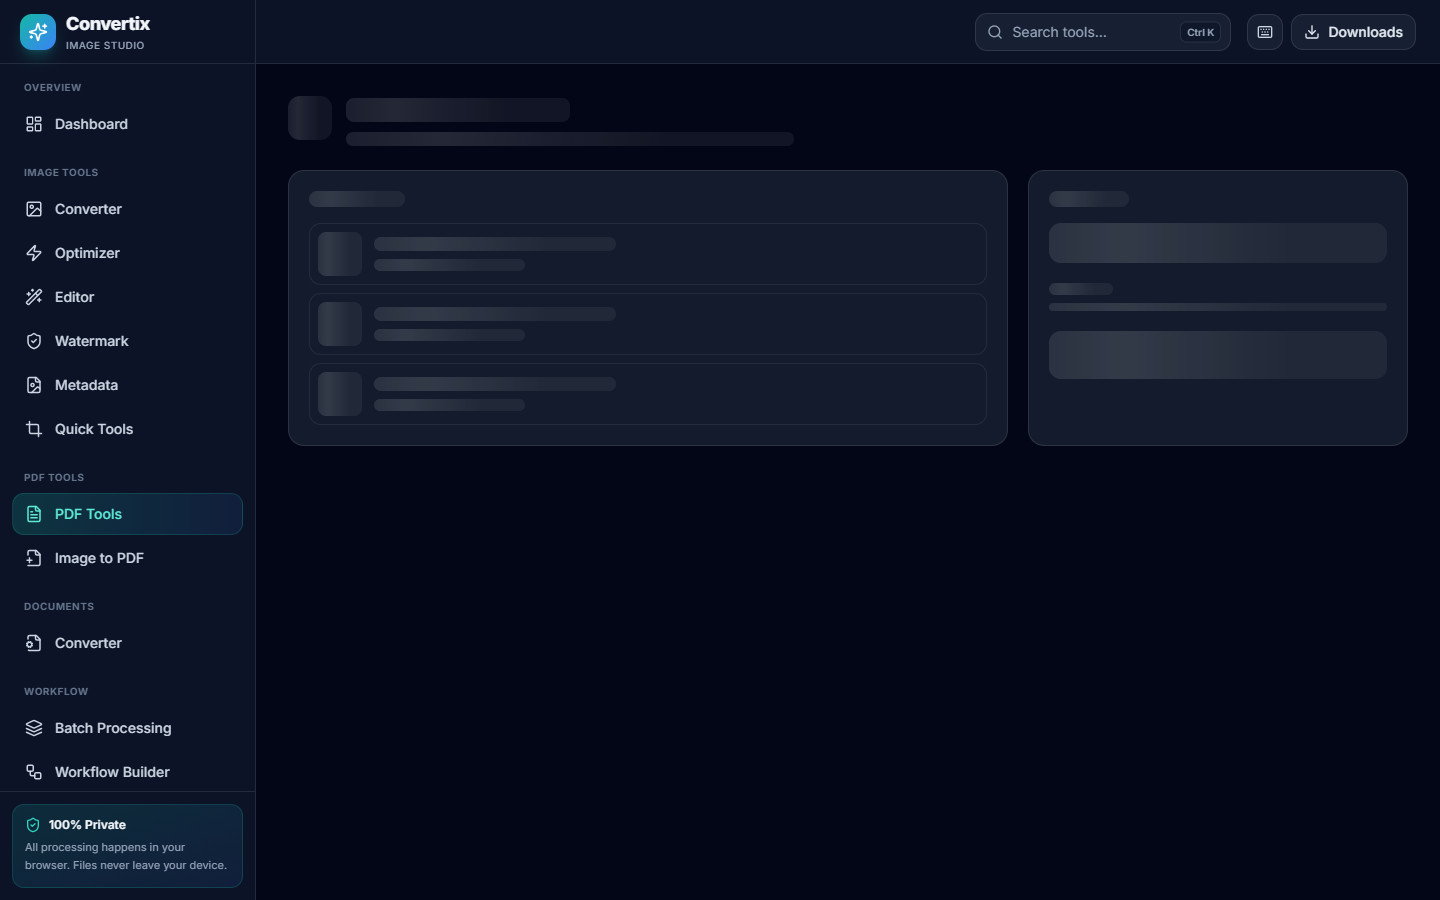 Convertix
IMAGE STUDIO
Search tools...
Ctrl K
Downloads
OVERVIEW
Dashboard
IMAGE TOOLS
Converter
Optimizer
Editor
Watermark
Metadata
Quick Tools
PDF TOOLS
PDF Tools
Image to PDF
DOCUMENTS
Converter
WORKFLOW
Batch Processing
Workflow Builder
100% Private
All processing happens in your
browser. Files never leave your device.